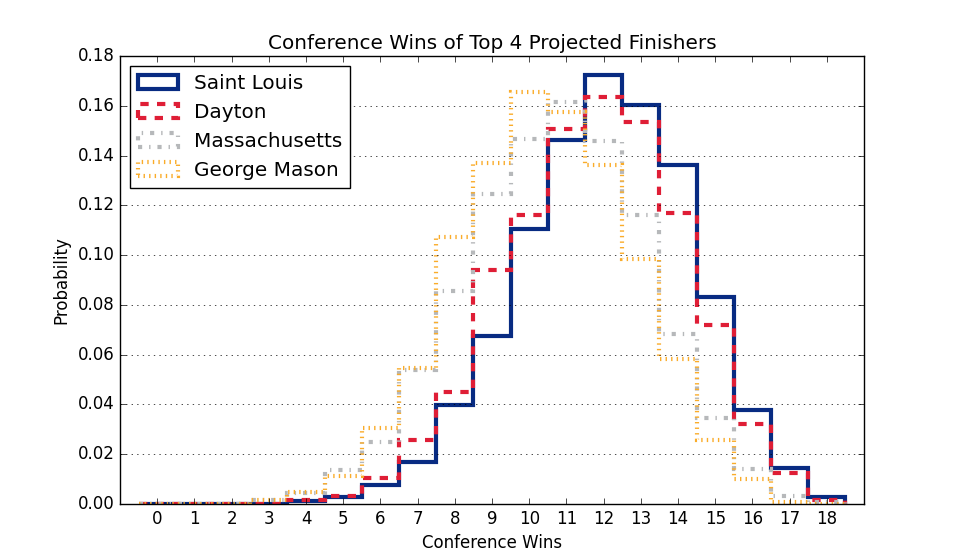 Conference Wins of Top 4 Projected Finishers
0.18
0.16
0.14
0.12
0.10
0.08
0.06
0.04
0.02
0.00
Probability
Saint Louis
Dayton
Massachusetts
George Mason
0 1 2 3 4 5 6 7 8 9 10 11 12 13 14 15 16 17 18
Conference Wins